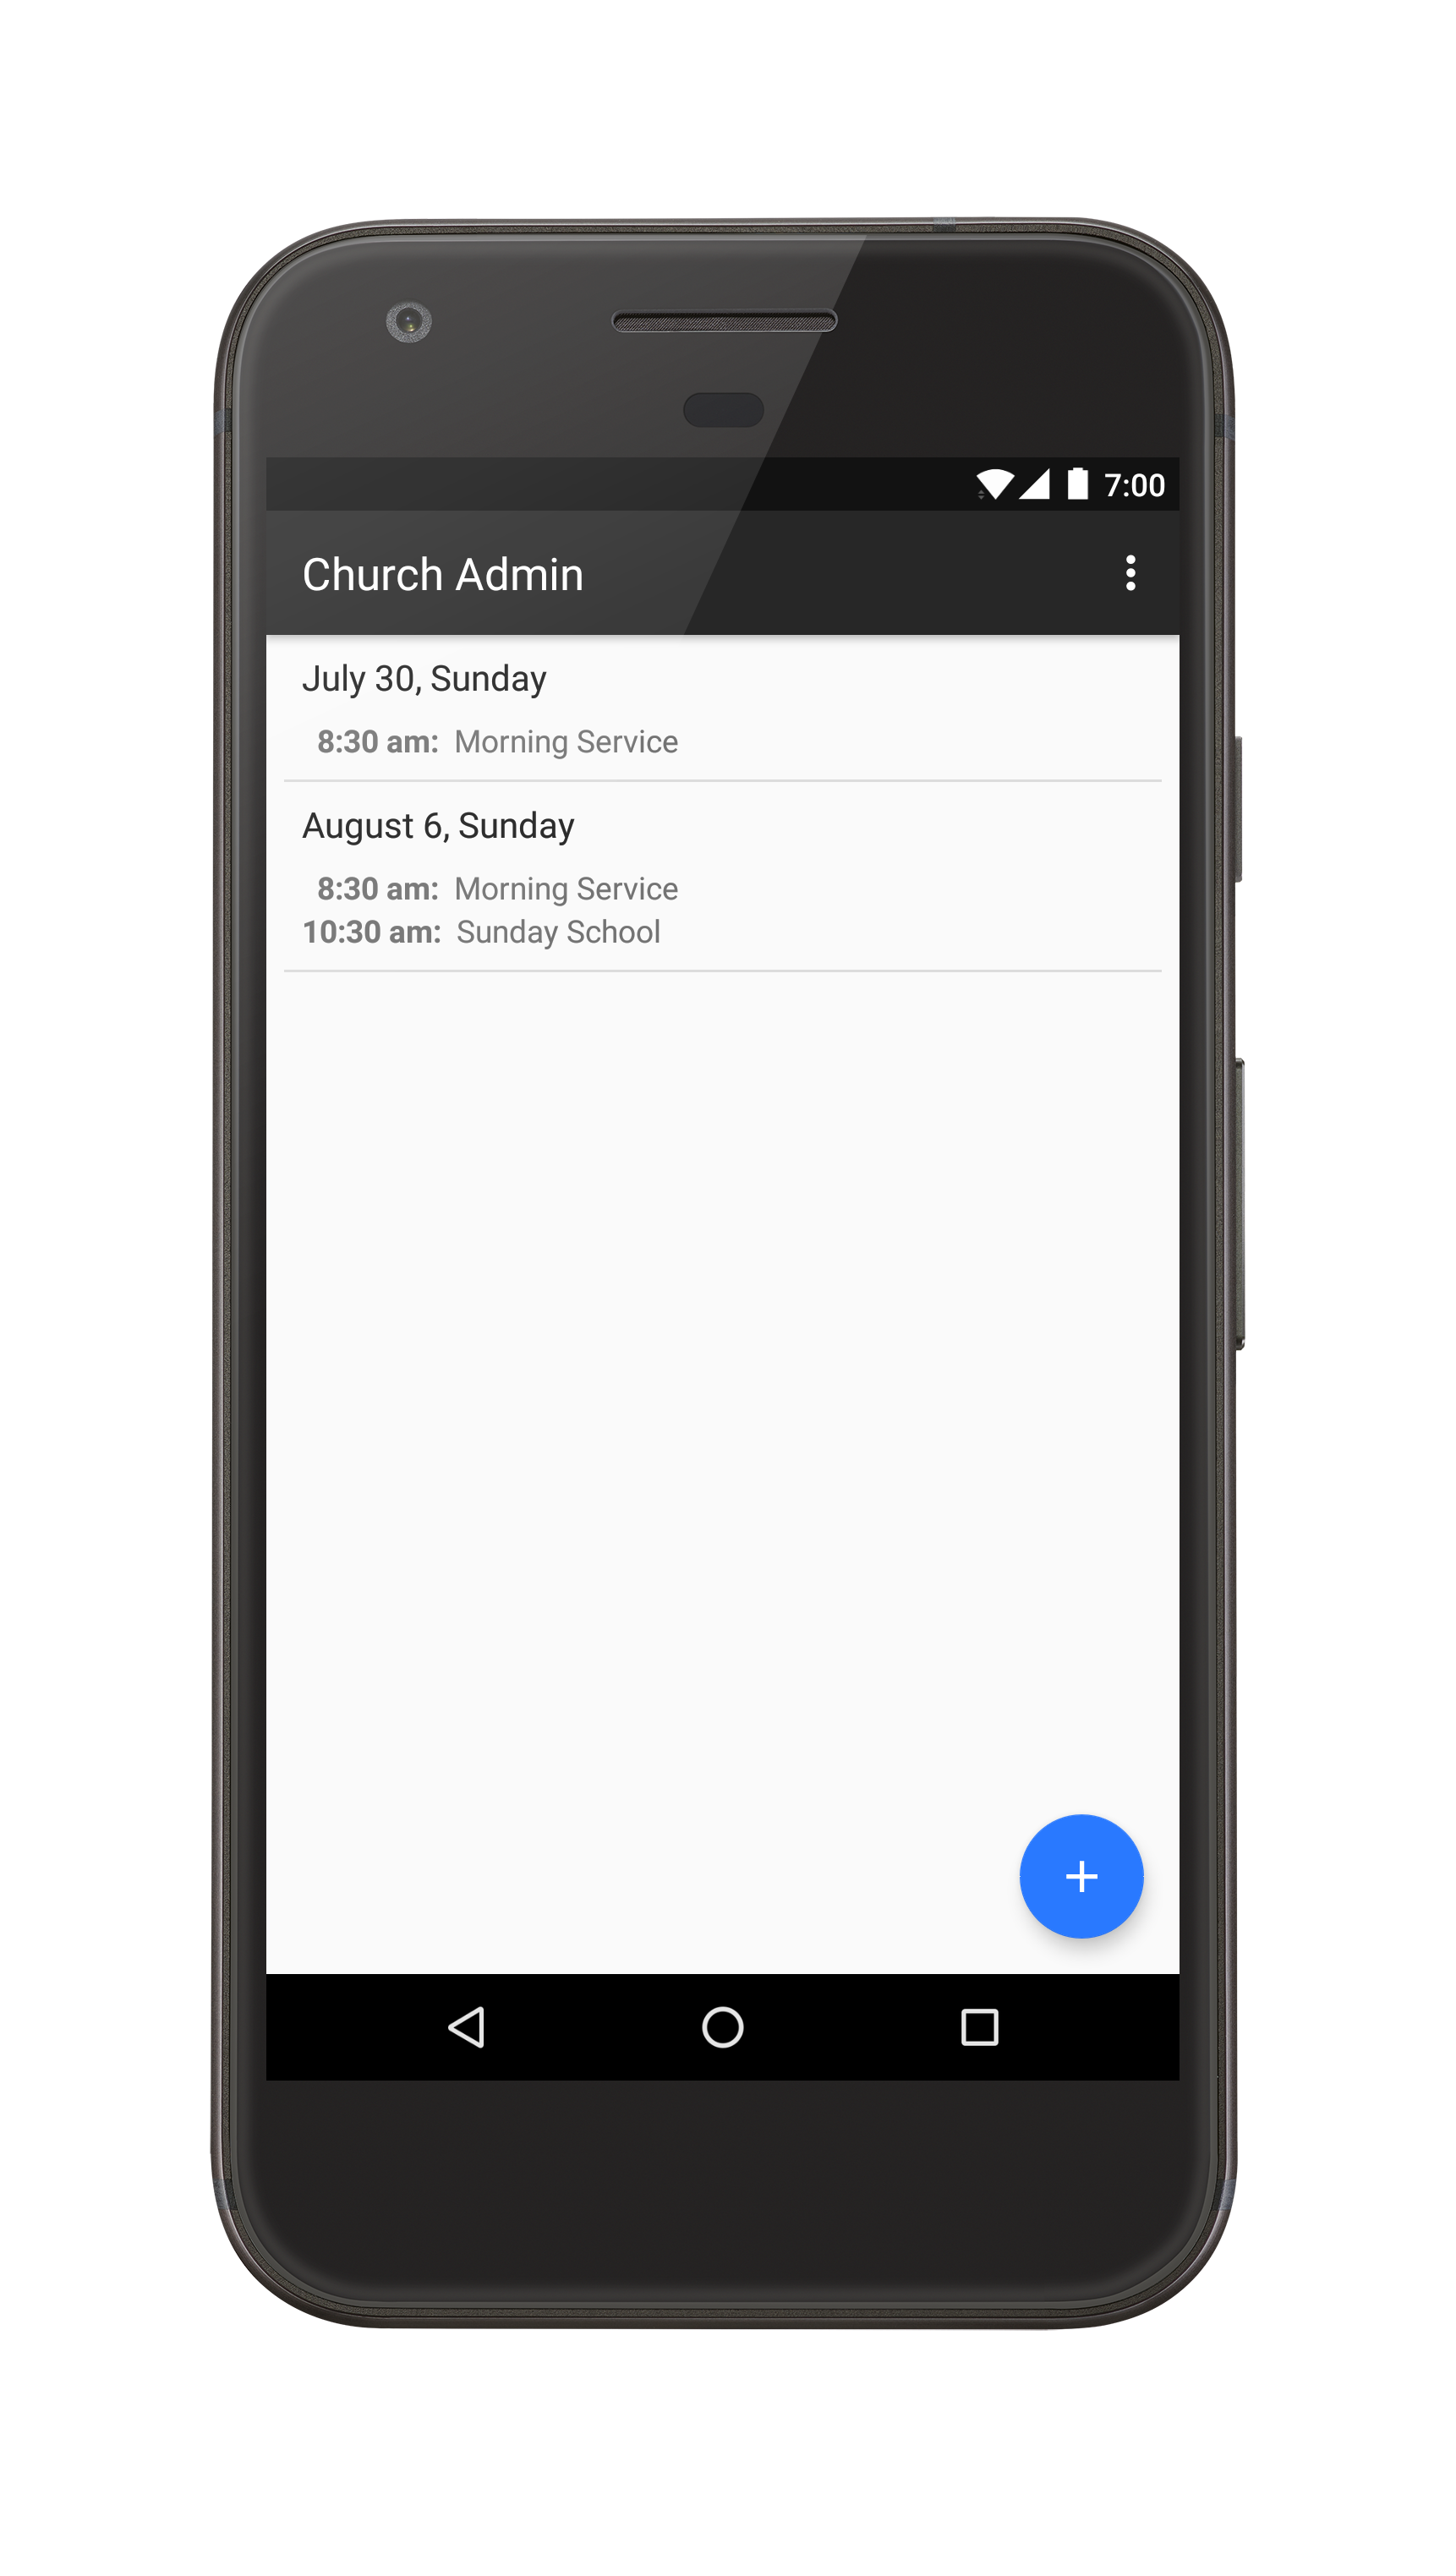 7:00
Church Admin
July 30, Sunday
8:30 am: Morning Service
August 6, Sunday
8:30 am: Morning Service
10:30 am: Sunday School